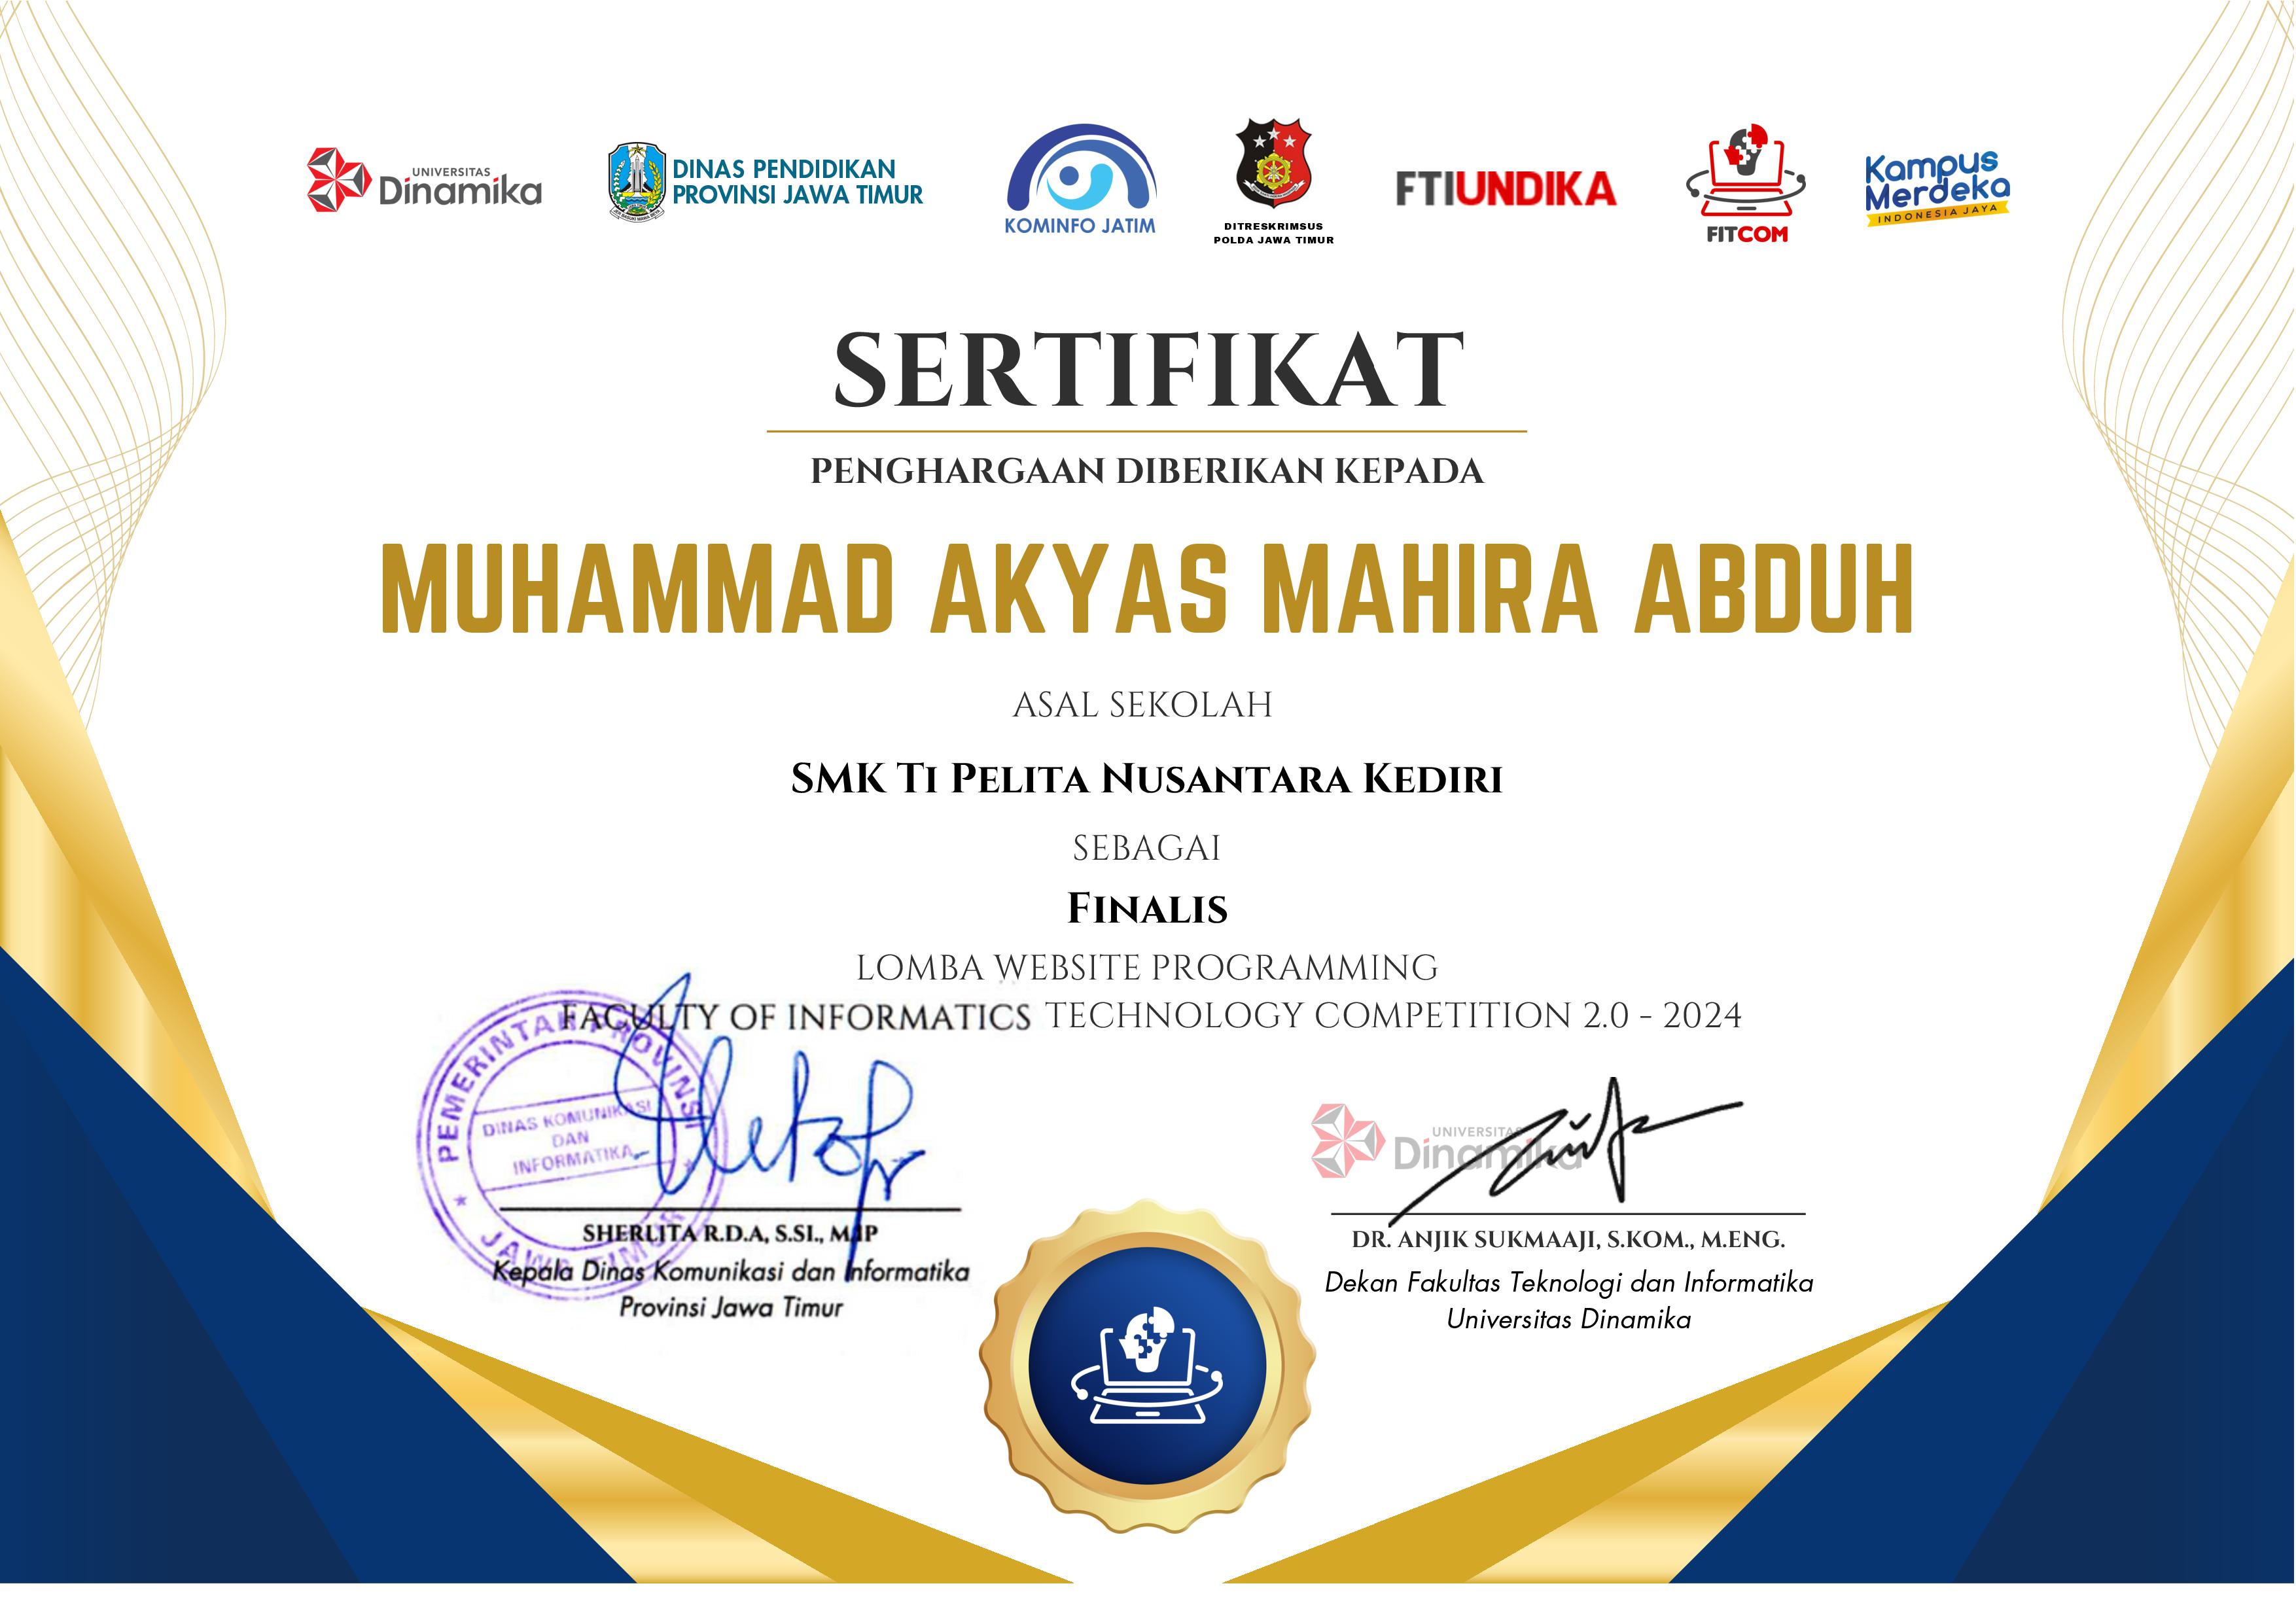 UNIVERSITAS
Dinamika
DINAS PENDIDIKAN
PROVINSI JAWA TIMUR
KOMINFO JATIM
DITRESKRIMSUS
POLDA JAWA TIMUR
FTIUNDIKA
FITCOM
Kampus
Merdeka
INDONESIA JAYA
SERTIFIKAT
PENGHARGAAN DIBERIKAN KEPADA
MUHAMMAD AKYAS MAHIRA ABDUH
ASAL SEKOLAH
SMK Ti Pelita Nusantara Kediri
SEBAGAI
Finalis
LOMBA WEBSITE PROGRAMMING
FACULTY OF INFORMATICS TECHNOLOGY COMPETITION 2.0 - 2024
PEMERINTAH PROVINSI
DINAS KOMUNIKASI
DAN
INFORMATIKA
JAWA TIMUR
SHERLITA R.D.A, S.SI., MIP
Kepala Dinas Komunikasi dan Informatika
Provinsi Jawa Timur
UNIVERSITAS
Dinamika
DR. ANJIK SUKMAAJI, S.KOM., M.ENG.
Dekan Fakultas Teknologi dan Informatika
Universitas Dinamika